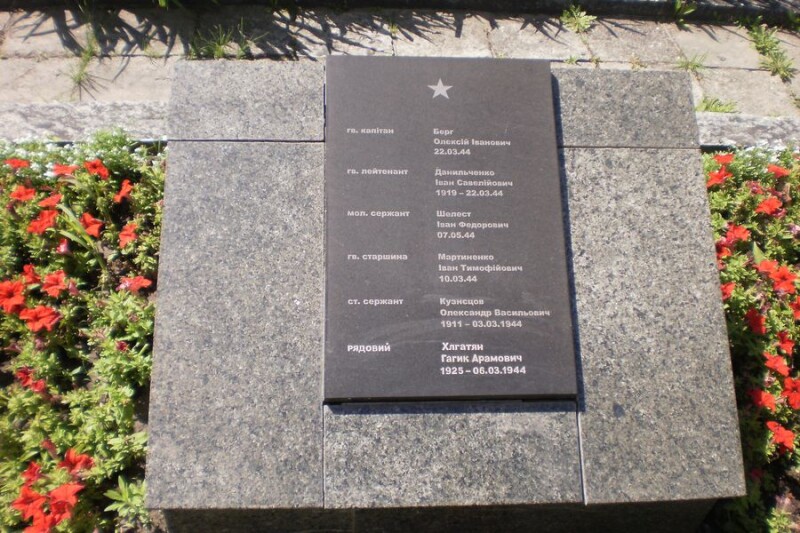 гв. капітан Берг
Олексій Іванович
22.03.44
гв. лейтенант Данильченко
Іван Савелійович
1919 – 22.03.44
мол. сержант Шелест
Іван Федорович
07.05.44
гв. старшина Мартиненко
Іван Тимофійович
10.03.44
ст. сержант Кузнєцов
Олександр Васильович
1911 – 03.03.1944
РЯДОВИЙ Хлгатян
Гагик Арамович
1925 – 06.03.1944